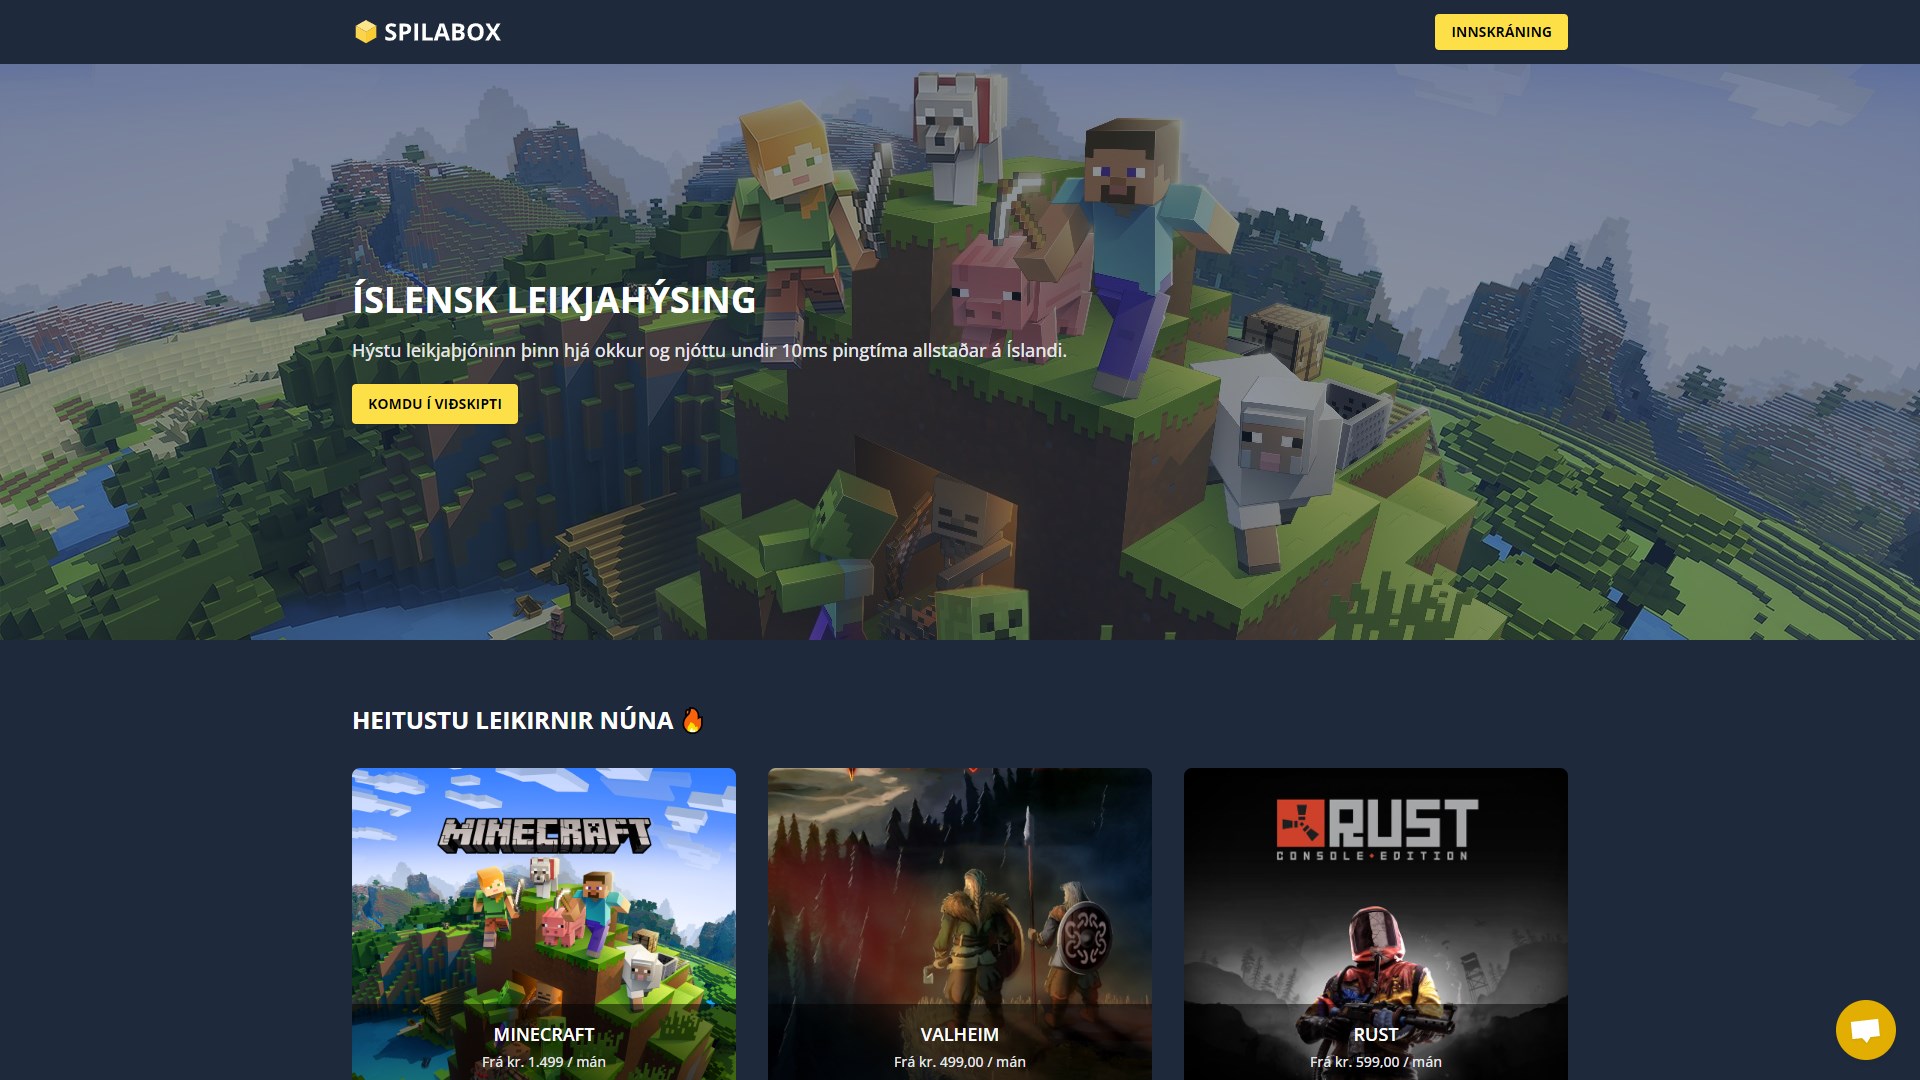 SPILABOX
INNSKRÁNING
ÍSLENSK LEIKJAHÝSING
Hýstu leikjaþjóninn þinn hjá okkur og njóttu undir 10ms pingtíma allstaðar á Íslandi.
KOMDU Í VIÐSKIPTI
HEITUSTU LEIKIRNIR NÚNA 🔥
MINECRAFT
MINECRAFT
Frá kr. 1.499 / mán
VALHEIM
Frá kr. 499,00 / mán
RUST
CONSOLE EDITION
RUST
Frá kr. 599,00 / mán